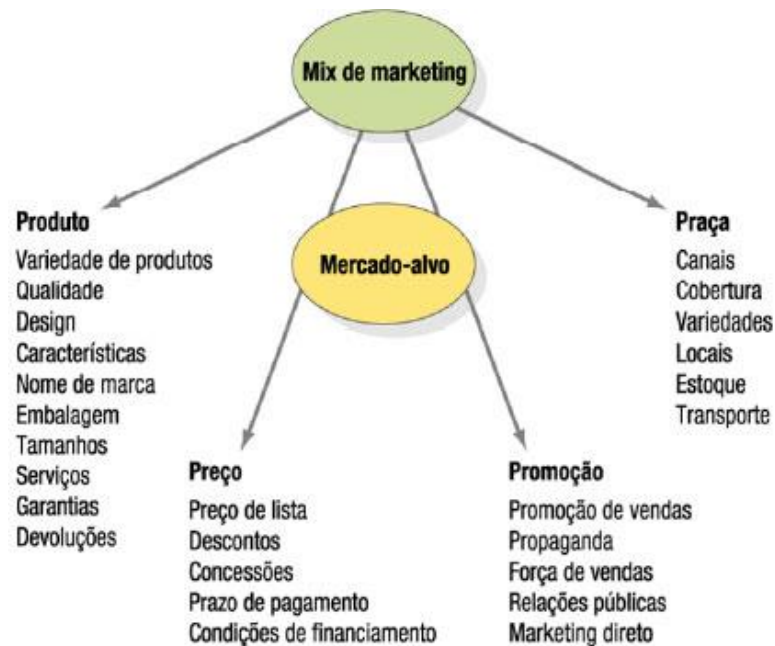 Mix de marketing
Mercado-alvo
Produto
Variedade de produtos
Qualidade
Design
Características
Nome de marca
Embalagem
Tamanhos
Serviços
Garantias
Devoluções
Preço
Preço de lista
Descontos
Concessões
Prazo de pagamento
Condições de financiamento
Promoção
Promoção de vendas
Propaganda
Força de vendas
Relações públicas
Marketing direto
Praça
Canais
Cobertura
Variedades
Locais
Estoque
Transporte